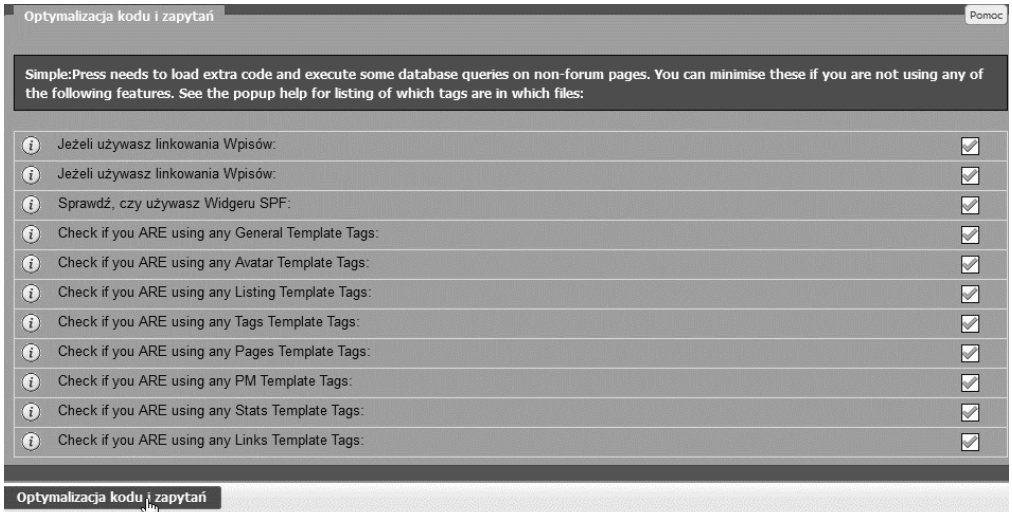 Optymalizacja kodu i zapytań
Pomoc
Simple:Press needs to load extra code and execute some database queries on non-forum pages. You can minimise these if you are not using any of
the following features. See the popup help for listing of which tags are in which files:
Jeżeli używasz linkowania Wpisów:
Jeżeli używasz linkowania Wpisów:
Sprawdź, czy używasz Widgeru SPF:
Check if you ARE using any General Template Tags:
Check if you ARE using any Avatar Template Tags:
Check if you ARE using any Listing Template Tags:
Check if you ARE using any Tags Template Tags:
Check if you ARE using any Pages Template Tags:
Check if you ARE using any PM Template Tags:
Check if you ARE using any Stats Template Tags:
Check if you ARE using any Links Template Tags:
Optymalizacja kodu i zapytań